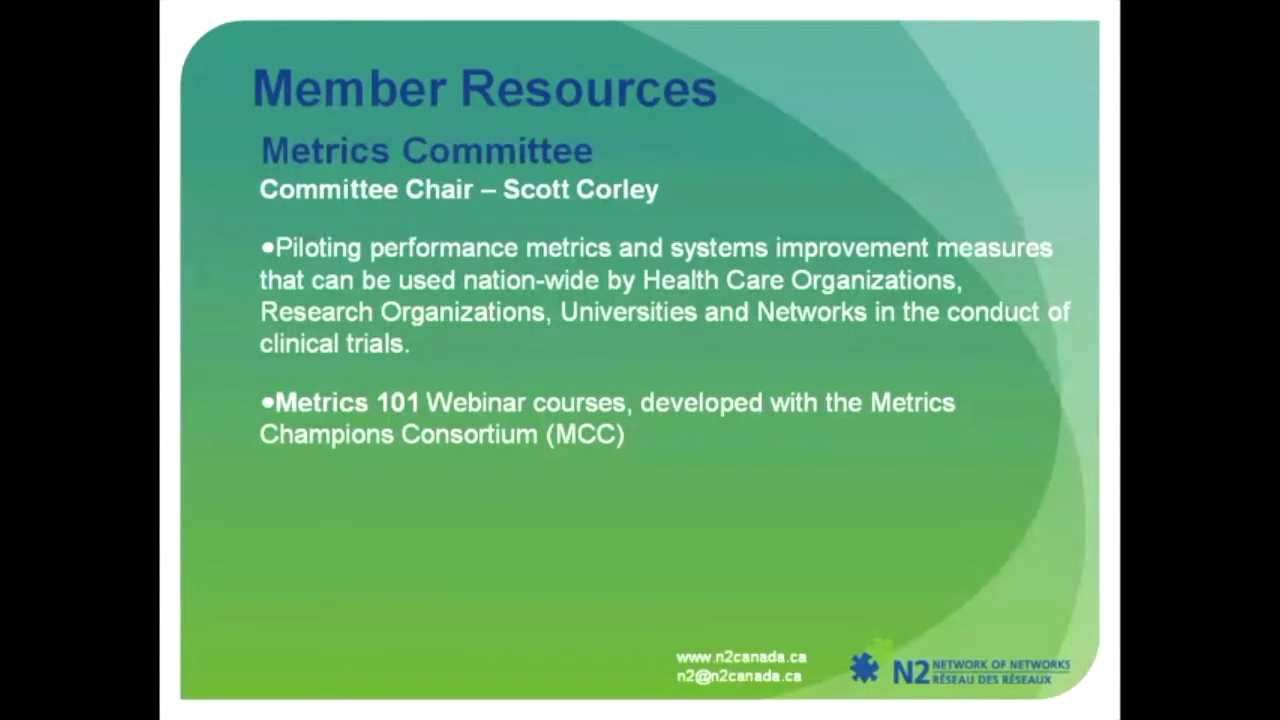 Member Resources
Metrics Committee
Committee Chair – Scott Corley
●Piloting performance metrics and systems improvement measures
that can be used nation-wide by Health Care Organizations,
Research Organizations, Universities and Networks in the conduct of
clinical trials.
●Metrics 101 Webinar courses, developed with the Metrics
Champions Consortium (MCC)
www.n2canada.ca
n2@n2canada.ca
N2 NETWORK OF NETWORKS
RÉSEAU DES RÉSEAUX